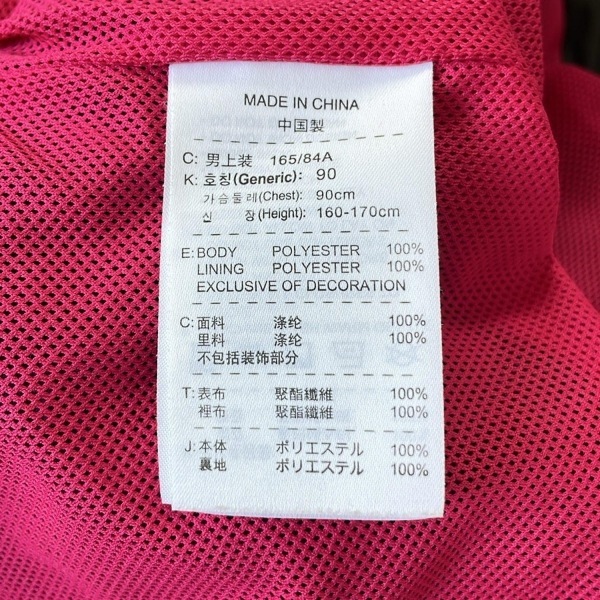 MADE IN CHINA
中国製
C: 男上装 165/84A
K: 호칭(Generic): 90
가슴둘레(Chest): 90cm
신 장(Height): 160-170cm
E: BODY POLYESTER 100%
LINING POLYESTER 100%
EXCLUSIVE OF DECORATION
C: 面料 涤纶 100%
里料 涤纶 100%
不包括装饰部分
T: 表布 聚酯纖維 100%
裡布 聚酯纖維 100%
J: 本体 ポリエステル 100%
裏地 ポリエステル 100%